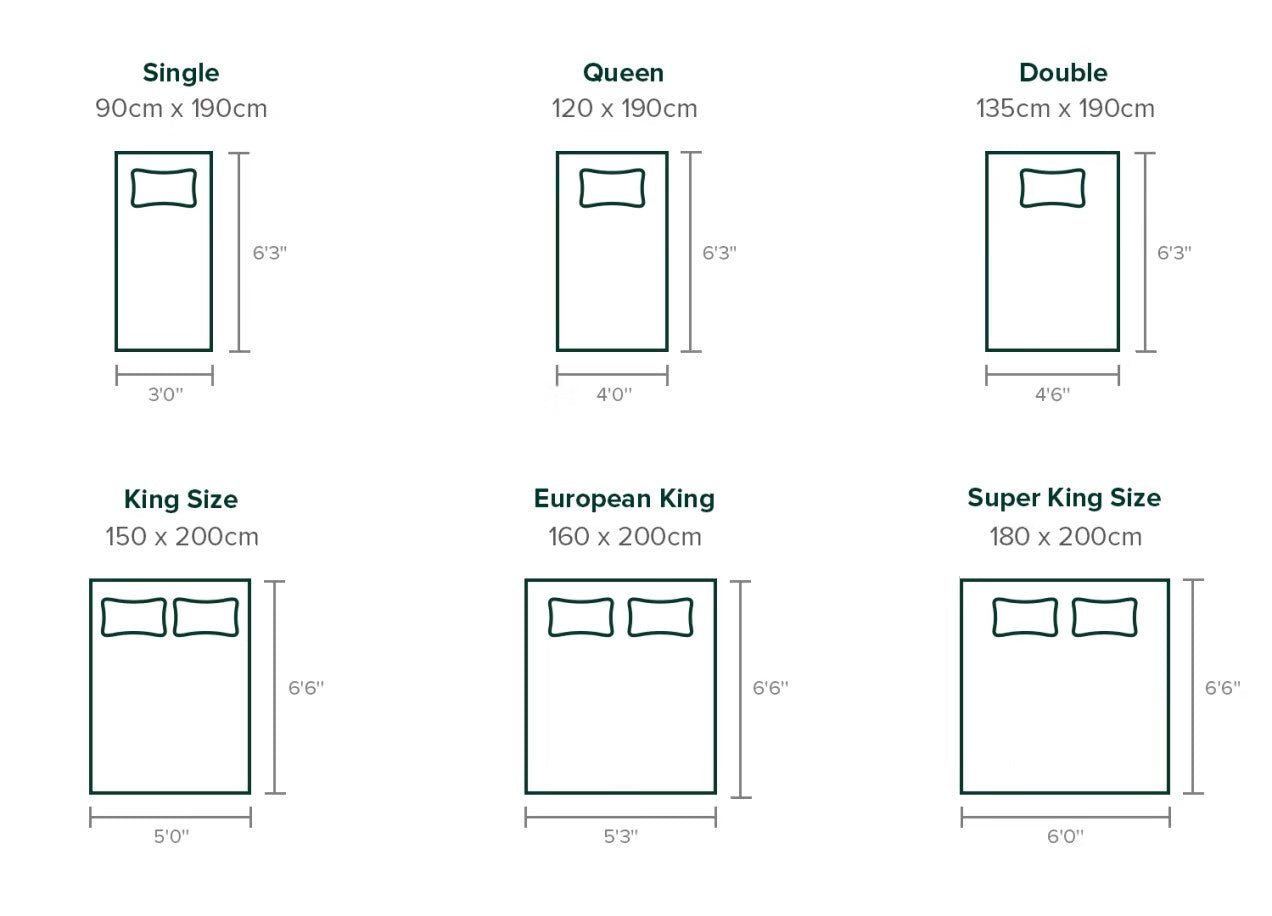 Single
90cm x 190cm
6'3"
3'0"
Queen
120 x 190cm
6'3"
4'0"
Double
135cm x 190cm
6'3"
4'6"
King Size
150 x 200cm
6'6"
5'0"
European King
160 x 200cm
6'6"
5'3"
Super King Size
180 x 200cm
6'6"
6'0"